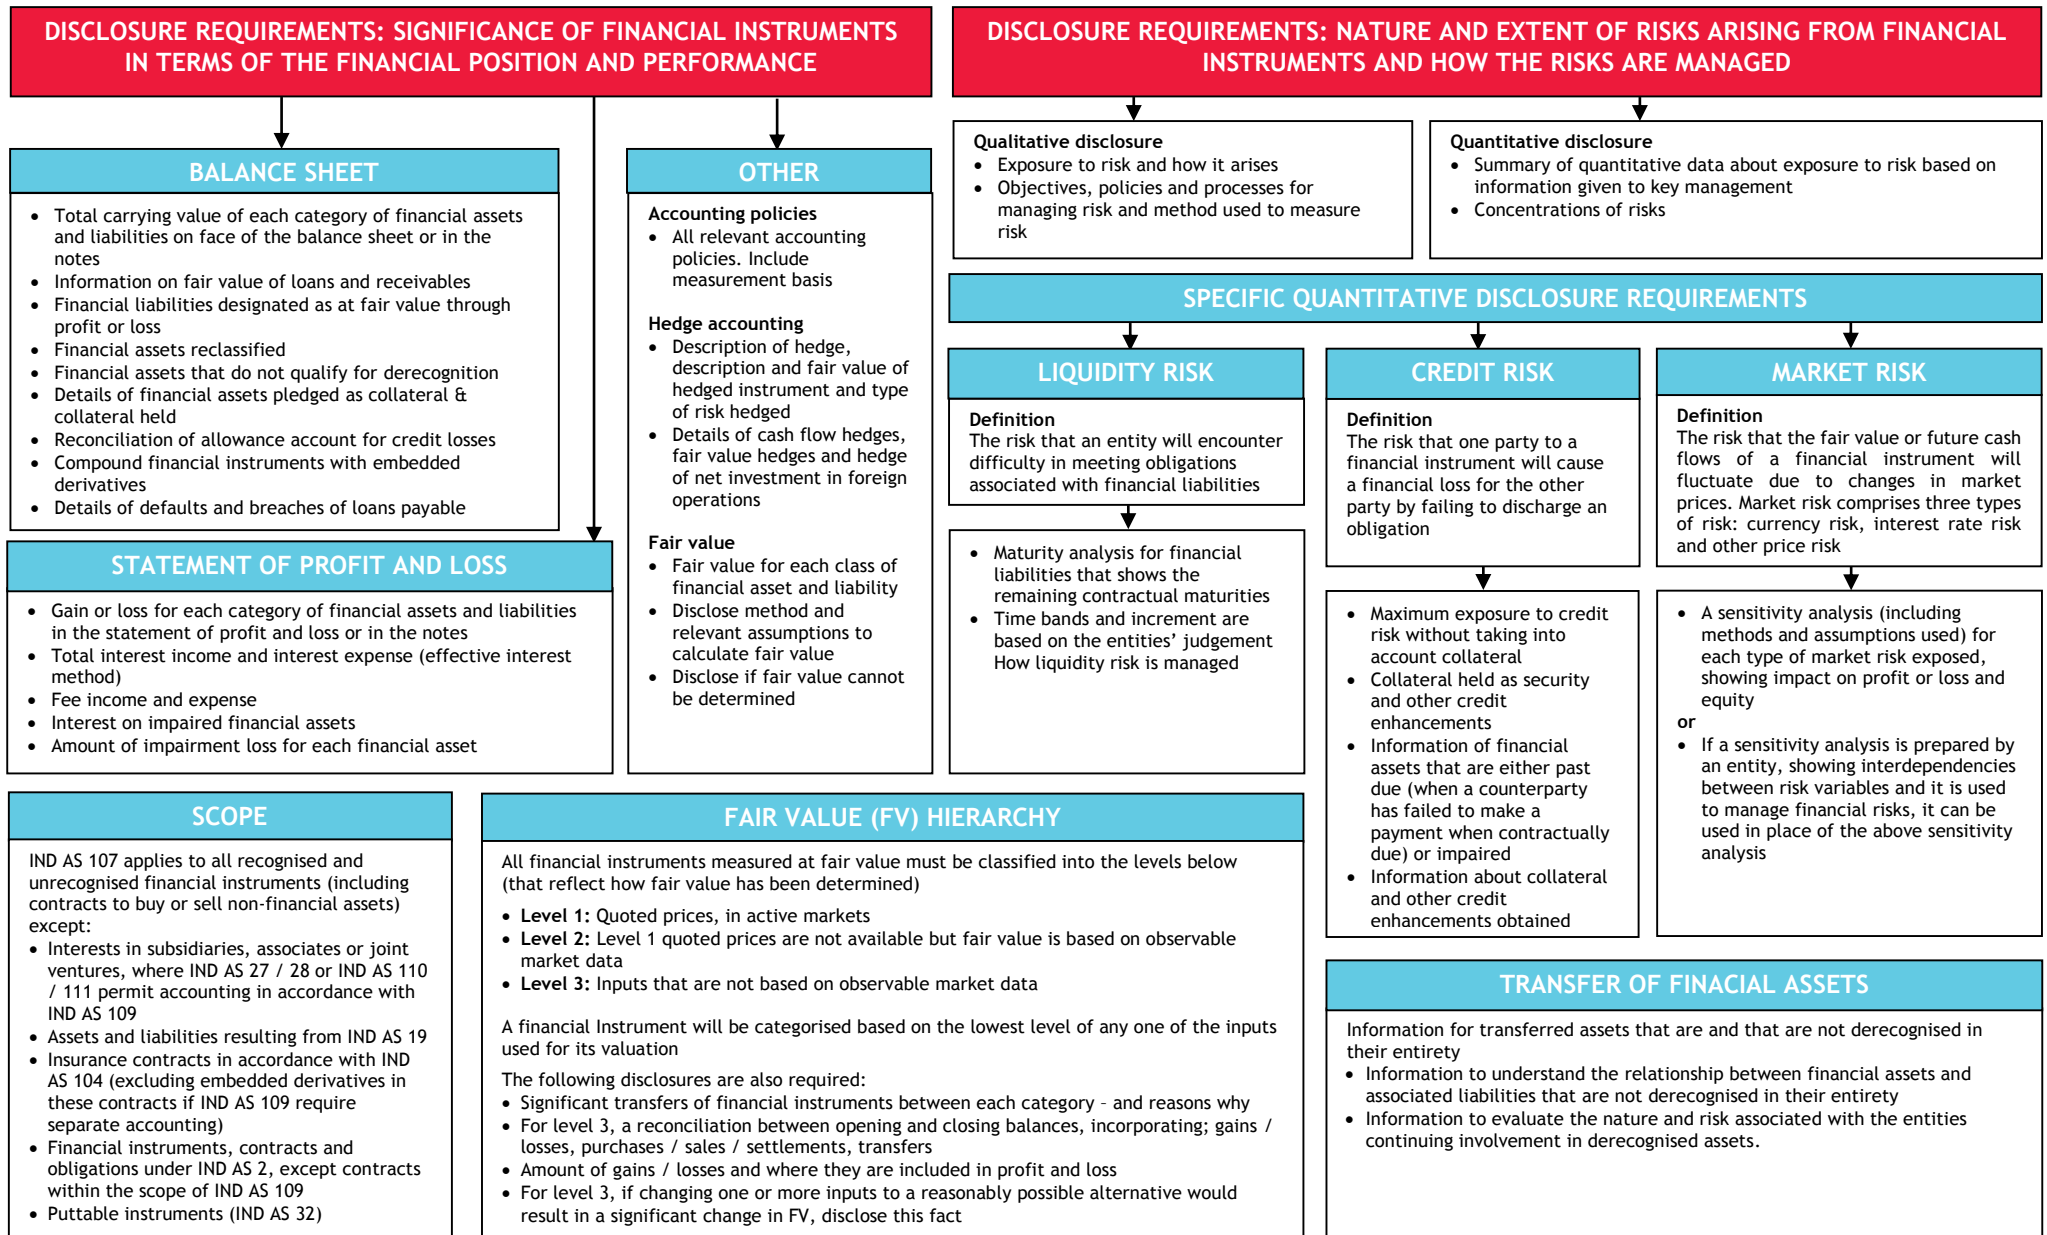 DISCLOSURE REQUIREMENTS: SIGNIFICANCE OF FINANCIAL INSTRUMENTS
IN TERMS OF THE FINANCIAL POSITION AND PERFORMANCE
BALANCE SHEET
• Total carrying value of each category of financial assets
and liabilities on face of the balance sheet or in the
notes
• Information on fair value of loans and receivables
• Financial liabilities designated as at fair value through
profit or loss
• Financial assets reclassified
• Financial assets that do not qualify for derecognition
• Details of financial assets pledged as collateral &
collateral held
• Reconciliation of allowance account for credit losses
• Compound financial instruments with embedded
derivatives
• Details of defaults and breaches of loans payable
STATEMENT OF PROFIT AND LOSS
• Gain or loss for each category of financial assets and liabilities
in the statement of profit and loss or in the notes
• Total interest income and interest expense (effective interest
method)
• Fee income and expense
• Interest on impaired financial assets
• Amount of impairment loss for each financial asset
OTHER
Accounting policies
• All relevant accounting
policies. Include
measurement basis
Hedge accounting
• Description of hedge,
description and fair value of
hedged instrument and type
of risk hedged
• Details of cash flow hedges,
fair value hedges and hedge
of net investment in foreign
operations
Fair value
• Fair value for each class of
financial asset and liability
• Disclose method and
relevant assumptions to
calculate fair value
• Disclose if fair value cannot
be determined
DISCLOSURE REQUIREMENTS: NATURE AND EXTENT OF RISKS ARISING FROM FINANCIAL
INSTRUMENTS AND HOW THE RISKS ARE MANAGED
Qualitative disclosure
• Exposure to risk and how it arises
• Objectives, policies and processes for
managing risk and method used to measure
risk
Quantitative disclosure
• Summary of quantitative data about exposure to risk based on
information given to key management
• Concentrations of risks
SPECIFIC QUANTITATIVE DISCLOSURE REQUIREMENTS
LIQUIDITY RISK
Definition
The risk that an entity will encounter
difficulty in meeting obligations
associated with financial liabilities
• Maturity analysis for financial
liabilities that shows the
remaining contractual maturities
• Time bands and increment are
based on the entities’ judgement
How liquidity risk is managed
CREDIT RISK
Definition
The risk that one party to a
financial instrument will cause
a financial loss for the other
party by failing to discharge an
obligation
• Maximum exposure to credit
risk without taking into
account collateral
• Collateral held as security
and other credit
enhancements
• Information of financial
assets that are either past
due (when a counterparty
has failed to make a
payment when contractually
due) or impaired
• Information about collateral
and other credit
enhancements obtained
MARKET RISK
Definition
The risk that the fair value or future cash
flows of a financial instrument will
fluctuate due to changes in market
prices. Market risk comprises three types
of risk: currency risk, interest rate risk
and other price risk
• A sensitivity analysis (including
methods and assumptions used) for
each type of market risk exposed,
showing impact on profit or loss and
equity
or
• If a sensitivity analysis is prepared by
an entity, showing interdependencies
between risk variables and it is used
to manage financial risks, it can be
used in place of the above sensitivity
analysis
SCOPE
IND AS 107 applies to all recognised and
unrecognised financial instruments (including
contracts to buy or sell non-financial assets)
except:
• Interests in subsidiaries, associates or joint
ventures, where IND AS 27 / 28 or IND AS 110
/ 111 permit accounting in accordance with
IND AS 109
• Assets and liabilities resulting from IND AS 19
• Insurance contracts in accordance with IND
AS 104 (excluding embedded derivatives in
these contracts if IND AS 109 require
separate accounting)
• Financial instruments, contracts and
obligations under IND AS 2, except contracts
within the scope of IND AS 109
• Puttable instruments (IND AS 32)
FAIR VALUE (FV) HIERARCHY
All financial instruments measured at fair value must be classified into the levels below
(that reflect how fair value has been determined)
• Level 1: Quoted prices, in active markets
• Level 2: Level 1 quoted prices are not available but fair value is based on observable
market data
• Level 3: Inputs that are not based on observable market data
A financial Instrument will be categorised based on the lowest level of any one of the inputs
used for its valuation
The following disclosures are also required:
• Significant transfers of financial instruments between each category – and reasons why
• For level 3, a reconciliation between opening and closing balances, incorporating; gains /
losses, purchases / sales / settlements, transfers
• Amount of gains / losses and where they are included in profit and loss
• For level 3, if changing one or more inputs to a reasonably possible alternative would
result in a significant change in FV, disclose this fact
TRANSFER OF FINACIAL ASSETS
Information for transferred assets that are and that are not derecognised in
their entirety
• Information to understand the relationship between financial assets and
associated liabilities that are not derecognised in their entirety
• Information to evaluate the nature and risk associated with the entities
continuing involvement in derecognised assets.